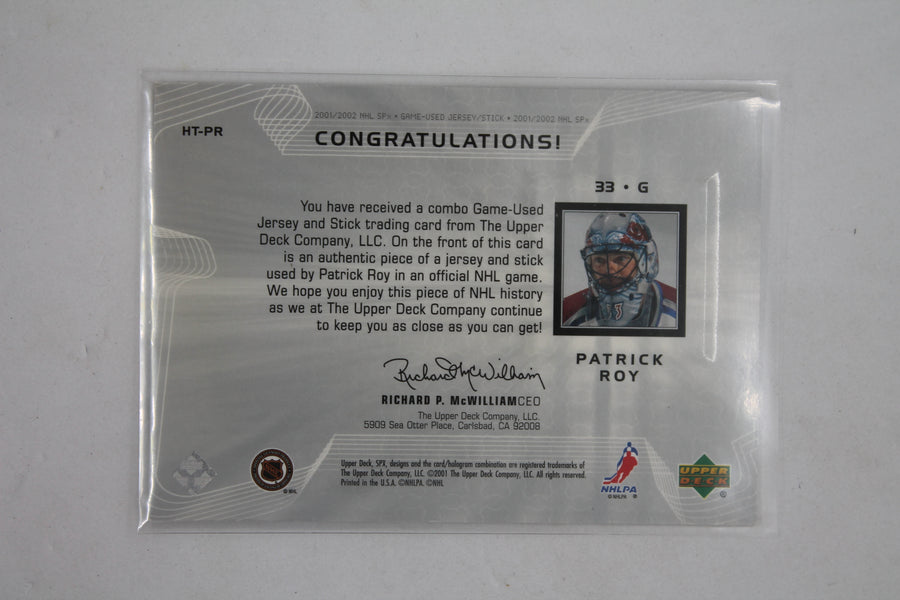 2001/2002 NHL SPx • GAME-USED JERSEY/STICK • 2001/2002 NHL SPx
HT-PR
CONGRATULATIONS!
33 • G
You have received a combo Game-Used
Jersey and Stick trading card from The Upper
Deck Company, LLC. On the front of this card
is an authentic piece of a jersey and stick
used by Patrick Roy in an official NHL game.
We hope you enjoy this piece of NHL history
as we at The Upper Deck Company continue
to keep you as close as you can get!
PATRICK
ROY
Richard McWilliam
RICHARD P. McWILLIAM CEO
The Upper Deck Company, LLC.
5909 Sea Otter Place, Carlsbad, CA 92008
Upper Deck, SPX, designs and the card/hologram combination are registered trademarks of
The Upper Deck Company, LLC ©2001 The Upper Deck Company, LLC. All rights reserved.
Printed in the U.S.A. ©NHLPA ©NHL
NHL
© NHL
NHLPA
© NHLPA
UPPER
DECK
®